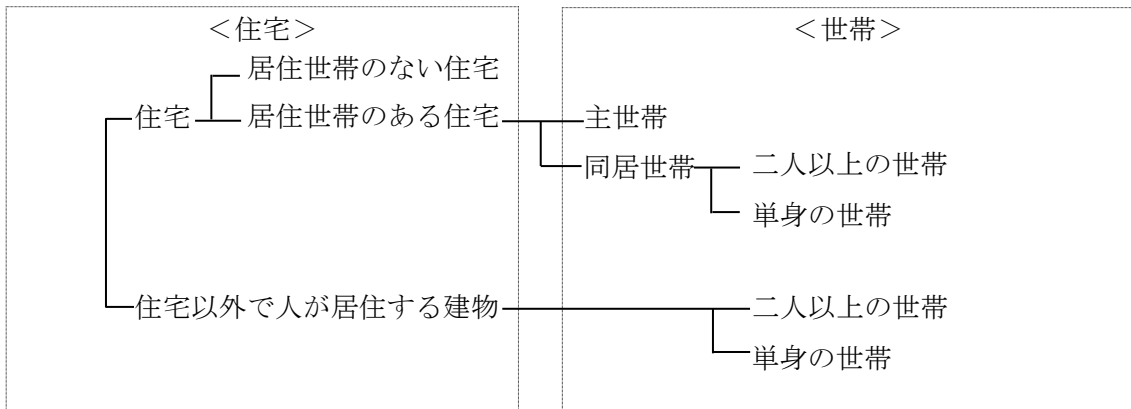 ＜住宅＞
＜世帯＞
居住世帯のない住宅
住宅
居住世帯のある住宅
主世帯
同居世帯
二人以上の世帯
単身の世帯
住宅以外で人が居住する建物
二人以上の世帯
単身の世帯